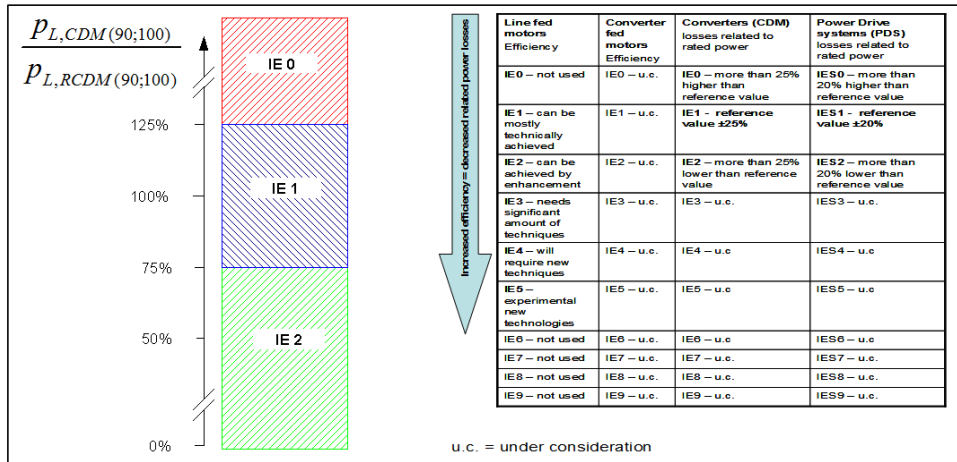 p_L,CDM(90;100)
p_L,RCDM(90;100)
IE 0
125%
IE 1
100%
75%
50%
IE 2
0%
Increased efficiency = decreased related power losses
Line fed
motors
Efficiency
Converter
fed
motors
Efficiency
Converters (CDM)
losses related to
rated power
Power Drive
systems (PDS)
losses related to
rated power
IE0 – not used
IE0 – u.c.
IE0 – more than 25%
higher than
reference value
IES0 – more than
20% higher than
reference value
IE1 – can be
mostly
technically
achieved
IE1 – u.c.
IE1 - reference
value ±25%
IES1 - reference
value ±20%
IE2 – can be
achieved by
enhancement
IE2 – u.c.
IE2 – more than 25%
lower than reference
value
IES2 – more than
20% lower than
reference value
IE3 – needs
significant
amount of
techniques
IE3 – u.c.
IE3 – u.c.
IES3 – u.c.
IE4 – will
require new
techniques
IE4 – u.c.
IE4 – u.c
IES4 – u.c
IE5 –
experimental
new
technologies
IE5 – u.c.
IE5 – u.c
IES5 – u.c
IE6 – not used
IE6 – u.c.
IE6 – u.c
IES6 – u.c
IE7 – not used
IE7 – u.c.
IE7 – u.c.
IES7 – u.c.
IE8 – not used
IE8 – u.c.
IE8 – u.c.
IES8 – u.c.
IE9 – not used
IE9 – u.c.
IE9 – u.c.
IES9 – u.c.
u.c. = under consideration